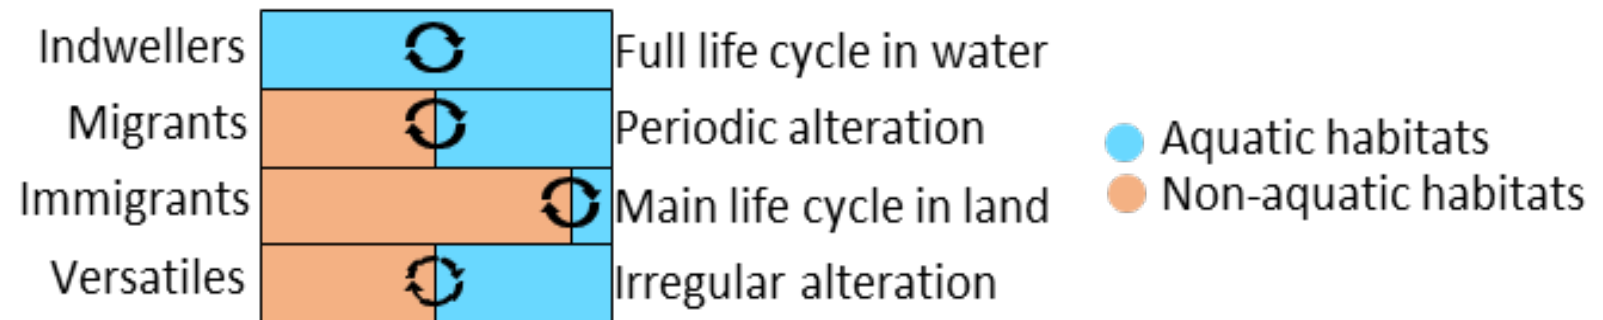 Indwellers Full life cycle in water
Migrants Periodic alteration
Immigrants Main life cycle in land
Versatiles Irregular alteration
Aquatic habitats
Non-aquatic habitats